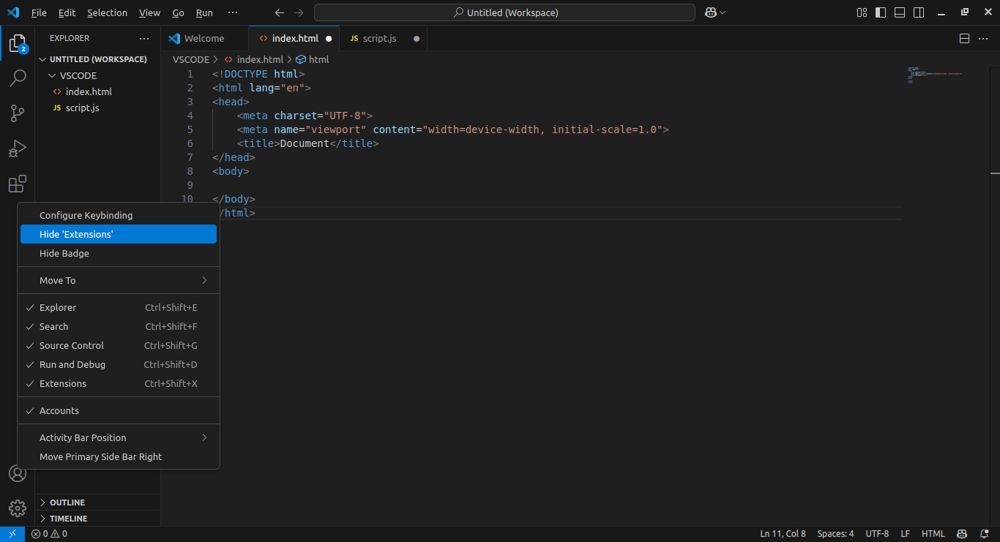 File Edit Selection View Go Run ··· Untitled (Workspace)
EXPLORER ···
2
UNTITLED (WORKSPACE)
VSCODE
index.html
JS script.js
Welcome index.html JS script.js ···
VSCODE > index.html > html
1 <!DOCTYPE html>
2 <html lang="en">
3 <head>
4 <meta charset="UTF-8">
5 <meta name="viewport" content="width=device-width, initial-scale=1.0">
6 <title>Document</title>
7 </head>
8 <body>
9
10 </body>
/html>
Configure Keybinding
Hide 'Extensions'
Hide Badge
Move To
Explorer Ctrl+Shift+E
Search Ctrl+Shift+F
Source Control Ctrl+Shift+G
Run and Debug Ctrl+Shift+D
Extensions Ctrl+Shift+X
Accounts
Activity Bar Position
Move Primary Side Bar Right
OUTLINE
TIMELINE
0 0 Ln 11, Col 8 Spaces: 4 UTF-8 LF HTML